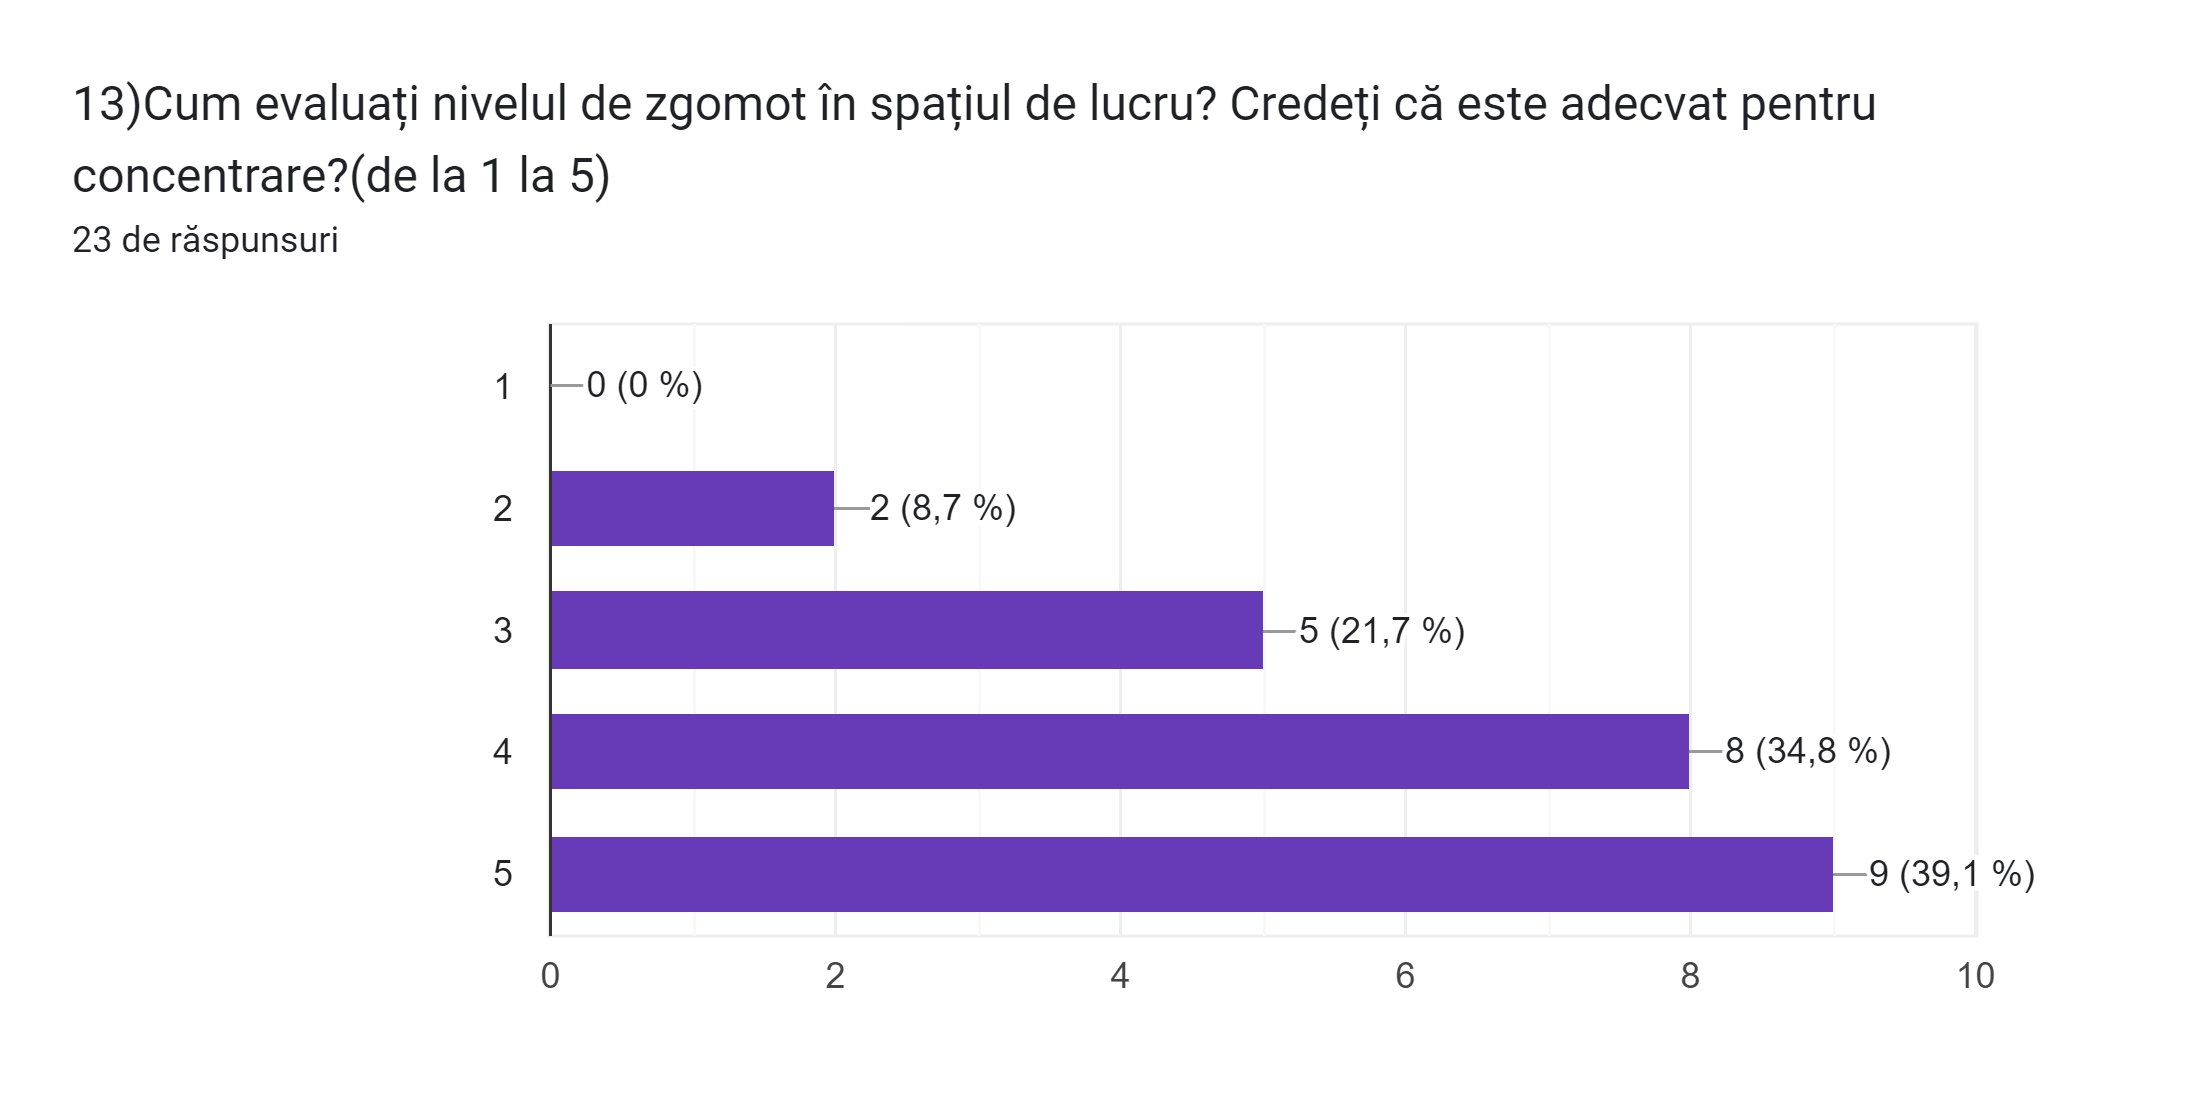 13)Cum evaluați nivelul de zgomot în spațiul de lucru? Credeți că este adecvat pentru
concentrare?(de la 1 la 5)
23 de răspunsuri
1 0 (0 %)
2 2 (8,7 %)
3 5 (21,7 %)
4 8 (34,8 %)
5 9 (39,1 %)
0 2 4 6 8 10